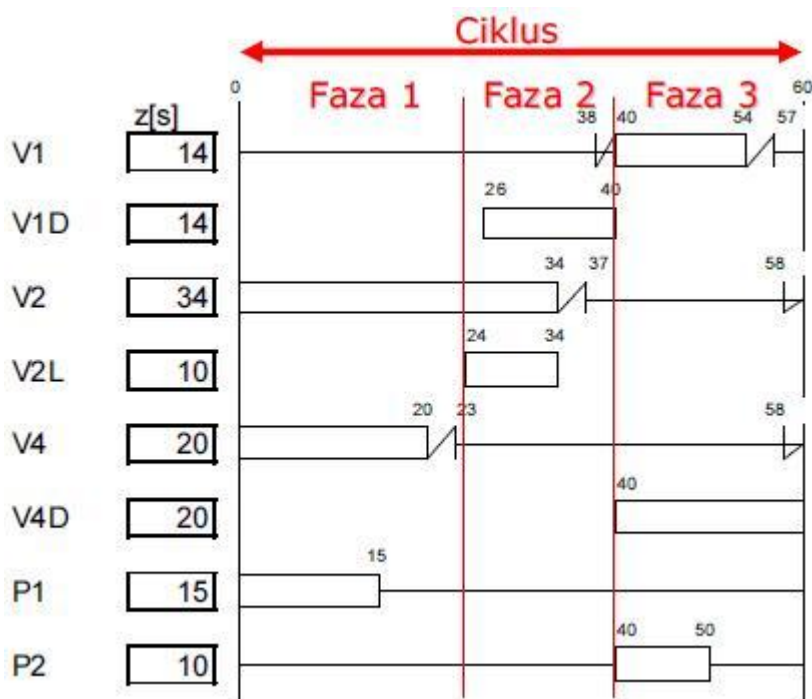 Ciklus
0 Faza 1 Faza 2 Faza 3 60
z[s]
V1 14 38 40 54 57
V1D 14 26 40
V2 34 34 37 58
V2L 10 24 34
V4 20 20 23 58
V4D 20 40
P1 15 15
P2 10 40 50